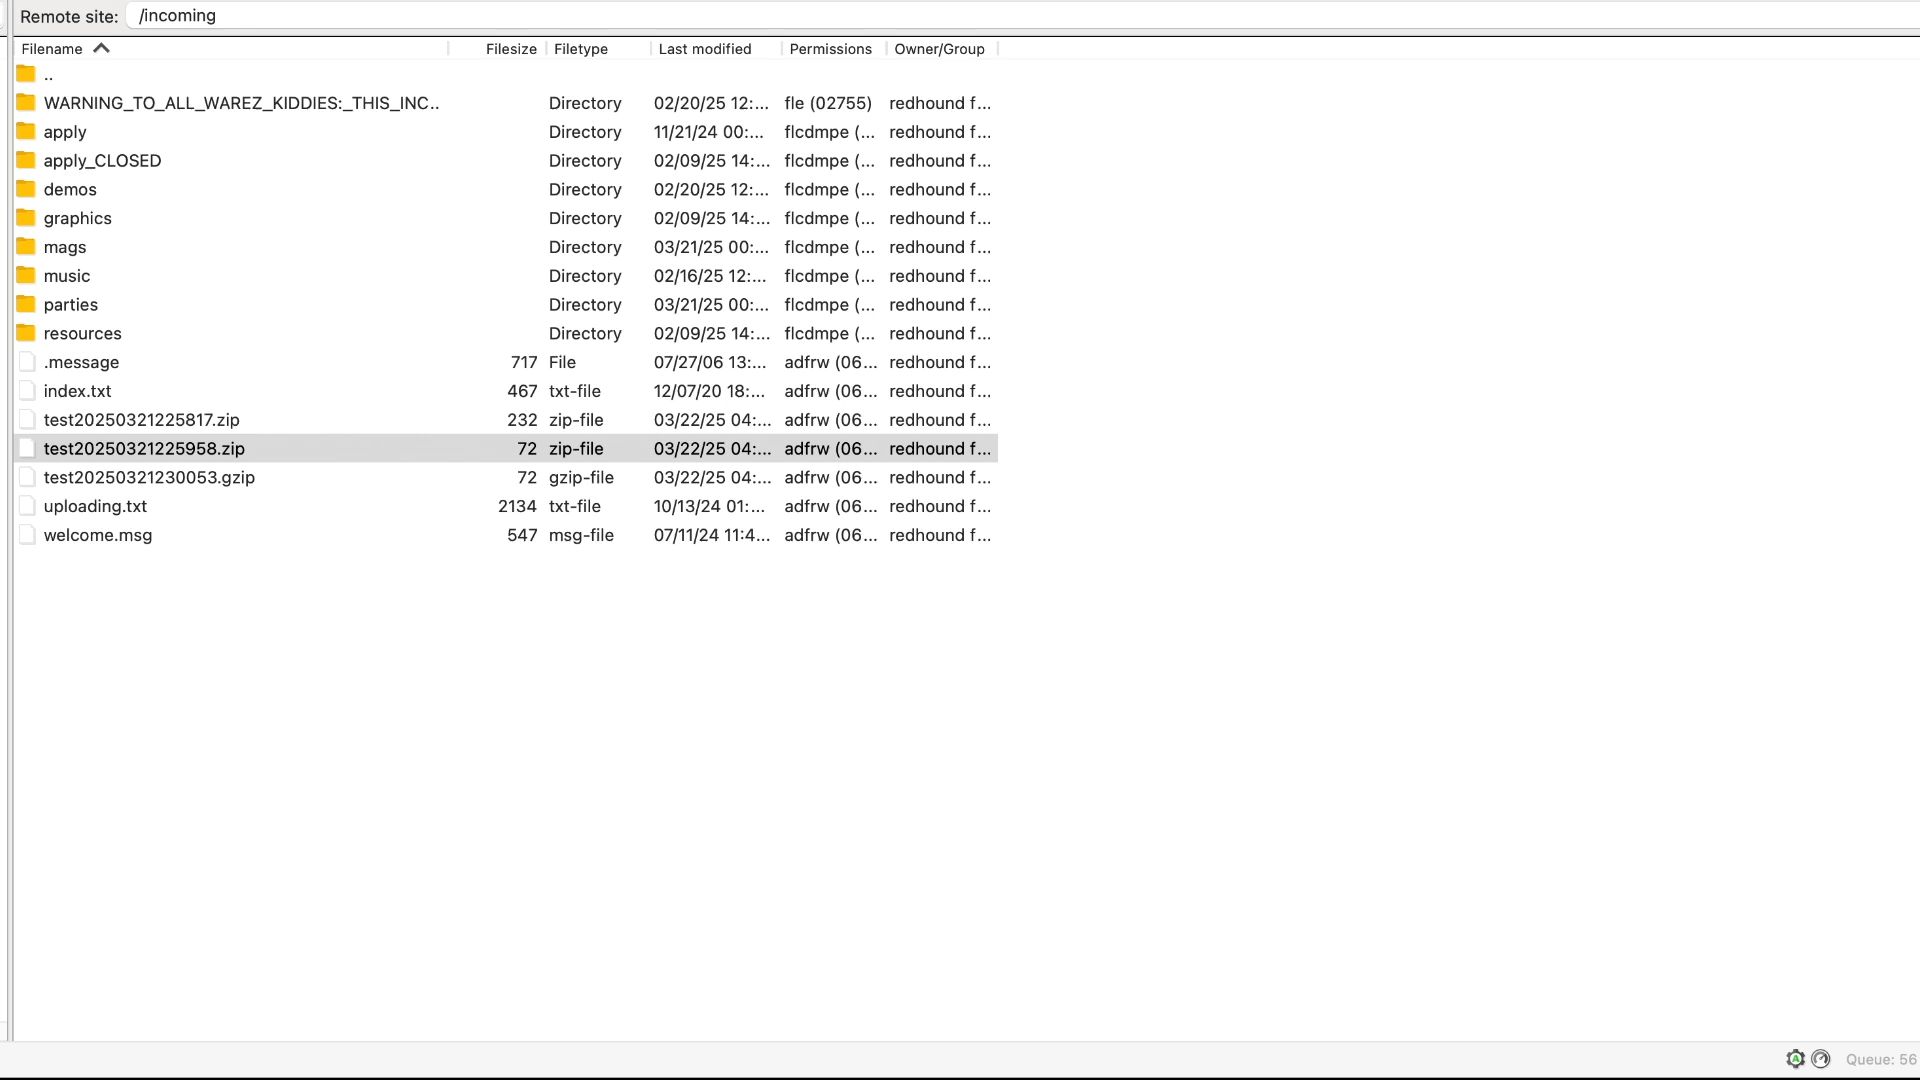 Remote site: /incoming
Filename Filesize Filetype Last modified Permissions Owner/Group
..
WARNING_TO_ALL_WAREZ_KIDDIES:_THIS_INC.. Directory 02/20/25 12:... fle (02755) redhound f...
apply Directory 11/21/24 00:... flcdmpe (... redhound f...
apply_CLOSED Directory 02/09/25 14:... flcdmpe (... redhound f...
demos Directory 02/20/25 12:... flcdmpe (... redhound f...
graphics Directory 02/09/25 14:... flcdmpe (... redhound f...
mags Directory 03/21/25 00:... flcdmpe (... redhound f...
music Directory 02/16/25 12:... flcdmpe (... redhound f...
parties Directory 03/21/25 00:... flcdmpe (... redhound f...
resources Directory 02/09/25 14:... flcdmpe (... redhound f...
.message 717 File 07/27/06 13:... adfrw (06... redhound f...
index.txt 467 txt-file 12/07/20 18:... adfrw (06... redhound f...
test20250321225817.zip 232 zip-file 03/22/25 04:... adfrw (06... redhound f...
test20250321225958.zip 72 zip-file 03/22/25 04:... adfrw (06... redhound f...
test20250321230053.gzip 72 gzip-file 03/22/25 04:... adfrw (06... redhound f...
uploading.txt 2134 txt-file 10/13/24 01:... adfrw (06... redhound f...
welcome.msg 547 msg-file 07/11/24 11:4... adfrw (06... redhound f...
Queue: 56